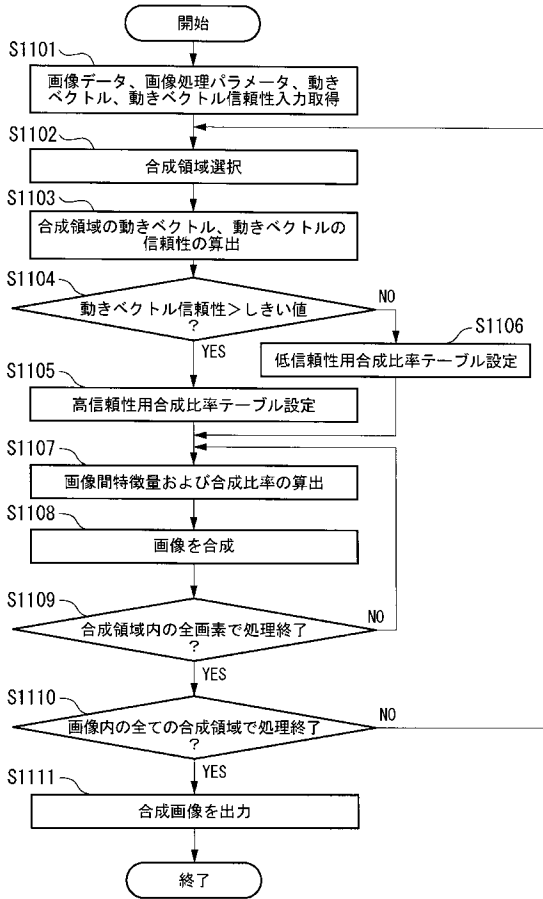 開始
S1101
画像データ、画像処理パラメータ、動き
ベクトル、動きベクトル信頼性入力取得
S1102
合成領域選択
S1103
合成領域の動きベクトル、動きベクトルの
信頼性の算出
S1104
動きベクトル信頼性＞しきい値
?
NO
YES
S1106
低信頼性用合成比率テーブル設定
S1105
高信頼性用合成比率テーブル設定
S1107
画像間特徴量および合成比率の算出
S1108
画像を合成
S1109
合成領域内の全画素で処理終了
?
NO
YES
S1110
画像内の全ての合成領域で処理終了
?
NO
YES
S1111
合成画像を出力
終了